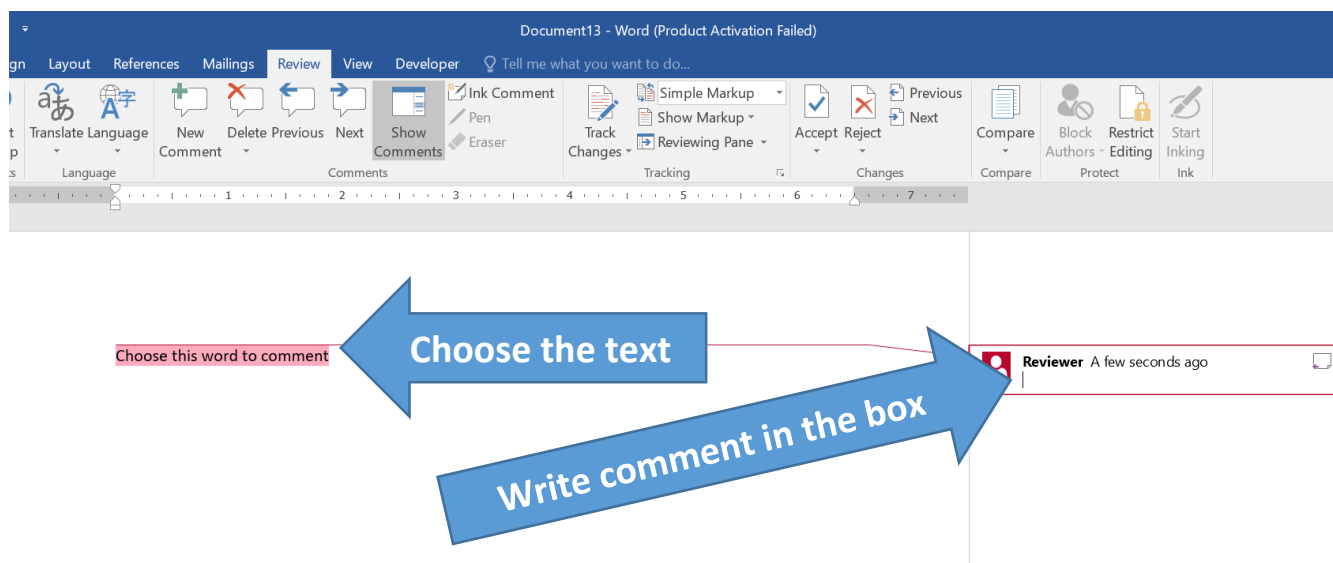 Document13 - Word (Product Activation Failed)
gn Layout References Mailings Review View Developer Tell me what you want to do...
Ink Comment Simple Markup Previous
Pen Show Markup Next
t Translate Language New Delete Previous Next Show Eraser Track Reviewing Pane Accept Reject Compare Block Restrict Start
p Comment Comments Changes Authors Editing Inking
s Language Comments Tracking Changes Compare Protect Ink
1 2 3 4 5 6 7
Choose this word to comment
Choose the text
Reviewer A few seconds ago
Write comment in the box